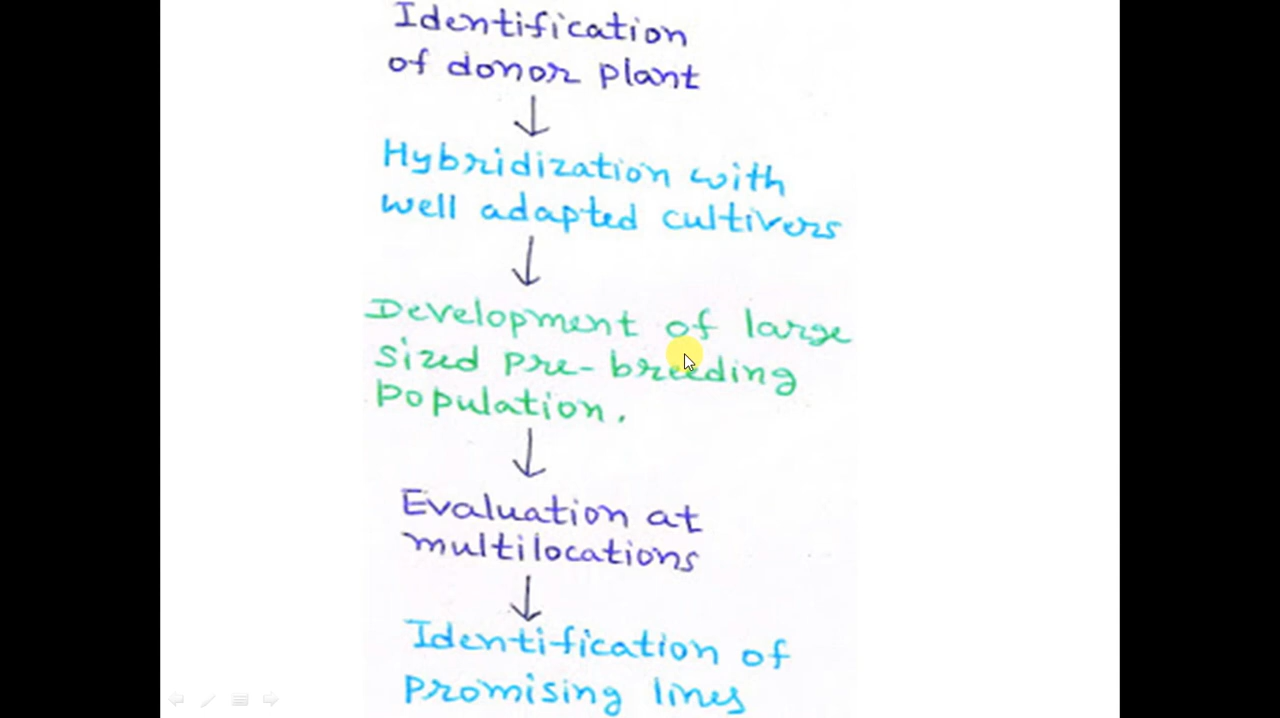 Identification
of donor plant
Hybridization with
well adapted cultivers
Development of large
sized pre-breeding
population.
Evaluation at
multilocations
Identification of
promising lines